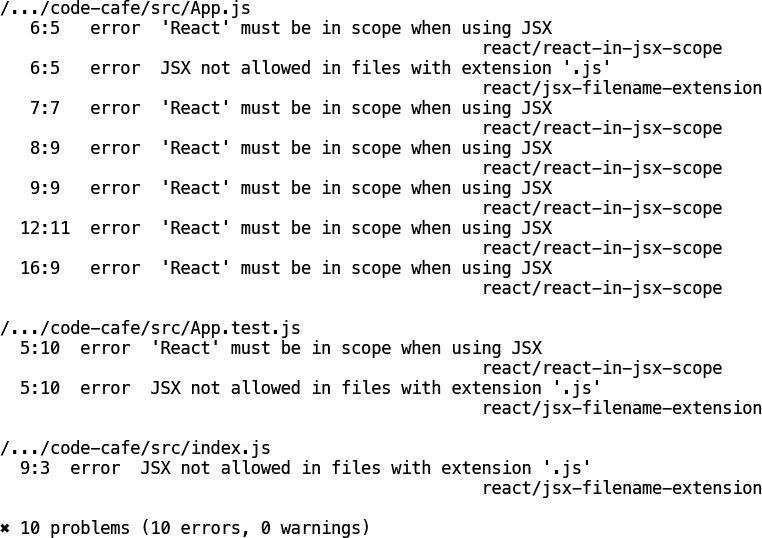 /.../code-cafe/src/App.js
6:5 error 'React' must be in scope when using JSX
react/react-in-jsx-scope
6:5 error JSX not allowed in files with extension '.js'
react/jsx-filename-extension
7:7 error 'React' must be in scope when using JSX
react/react-in-jsx-scope
8:9 error 'React' must be in scope when using JSX
react/react-in-jsx-scope
9:9 error 'React' must be in scope when using JSX
react/react-in-jsx-scope
12:11 error 'React' must be in scope when using JSX
react/react-in-jsx-scope
16:9 error 'React' must be in scope when using JSX
react/react-in-jsx-scope
/.../code-cafe/src/App.test.js
5:10 error 'React' must be in scope when using JSX
react/react-in-jsx-scope
5:10 error JSX not allowed in files with extension '.js'
react/jsx-filename-extension
/.../code-cafe/src/index.js
9:3 error JSX not allowed in files with extension '.js'
react/jsx-filename-extension
✖ 10 problems (10 errors, 0 warnings)